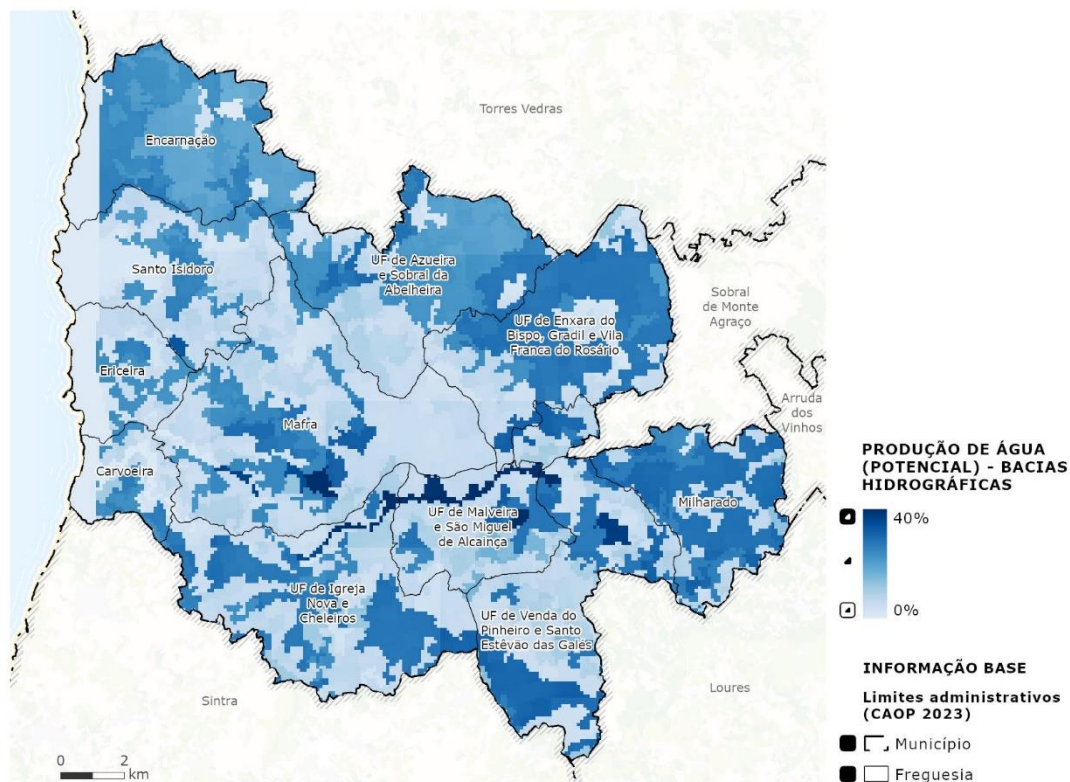 Torres Vedras
Encarnação
Santo Isidoro
UF de Azueira
e Sobral da
Abelheira
Sobral
de Monte
Agraço
UF de Enxara do
Bispo, Gradil e Vila
Franca do Rosário
Ericeira
Arruda
dos
Vinhos
Mafra
Carvoeira
Milharado
UF de Malveira
e São Miguel
de Alcainça
UF de Igreja
Nova e
Cheleiros
UF de Venda do
Pinheiro e Santo
Estêvão das Galés
Sintra
Loures
0 2
km
PRODUÇÃO DE ÁGUA
(POTENCIAL) - BACIAS
HIDROGRÁFICAS
40%
0%
INFORMAÇÃO BASE
Limites administrativos
(CAOP 2023)
Município
Freguesia